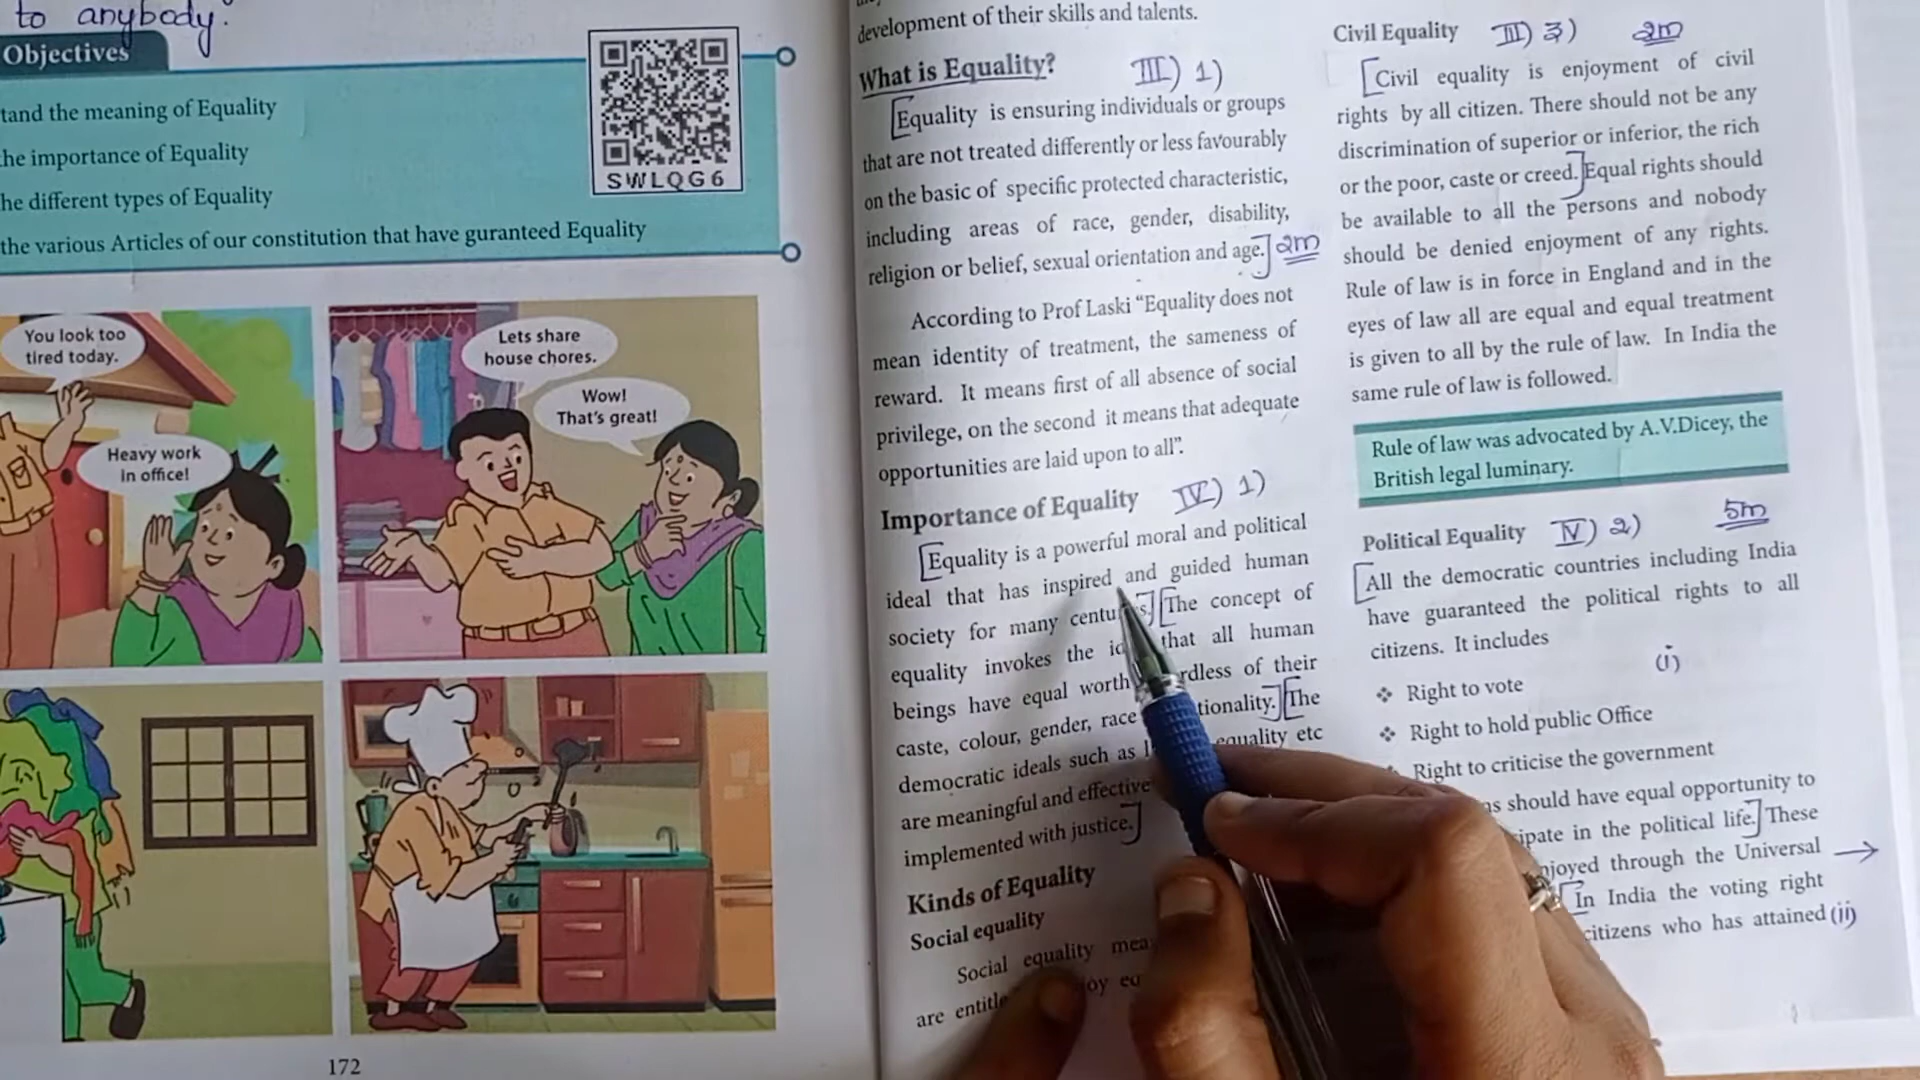 to anybody.
Objectives
tand the meaning of Equality
he importance of Equality
he different types of Equality
the various Articles of our constitution that have guranteed Equality
SWLQG6
You look too
tired today.
Heavy work
in office!
Lets share
house chores.
Wow!
That's great!
172
development of their skills and talents.
What is Equality? III) 1)
[Equality is ensuring individuals or groups
that are not treated differently or less favourably
on the basic of specific protected characteristic,
including areas of race, gender, disability,
religion or belief, sexual orientation and age.] 2m
According to Prof Laski “Equality does not
mean identity of treatment, the sameness of
reward. It means first of all absence of social
privilege, on the second it means that adequate
opportunities are laid upon to all”.
Importance of Equality IV) 1)
[Equality is a powerful moral and political
ideal that has inspired and guided human
society for many [The concept of
equality invokes the that all human
beings have equal worth of their
caste, colour, gender, race [The
democratic ideals such as equality etc
are meaningful and effective
implemented with justice.]
Kinds of Equality
Social equality
Social equality
are
Civil Equality III) 3) 2m
[Civil equality is enjoyment of civil
rights by all citizen. There should not be any
discrimination of superior or inferior, the rich
or the poor, caste or creed.] Equal rights should
be available to all the persons and nobody
should be denied enjoyment of any rights.
Rule of law is in force in England and in the
eyes of law all are equal and equal treatment
is given to all by the rule of law. In India the
same rule of law is followed.
Rule of law was advocated by A.V.Dicey, the
British legal luminary.
Political Equality IV) 2) 5m
[All the democratic countries including India
have guaranteed the political rights to all
citizens. It includes
(i)
❖ Right to vote
❖ Right to hold public Office
Right to criticise the government
should have equal opportunity to
in the political life.] These
through the Universal →
[In India the voting right
citizens who has attained (ii)